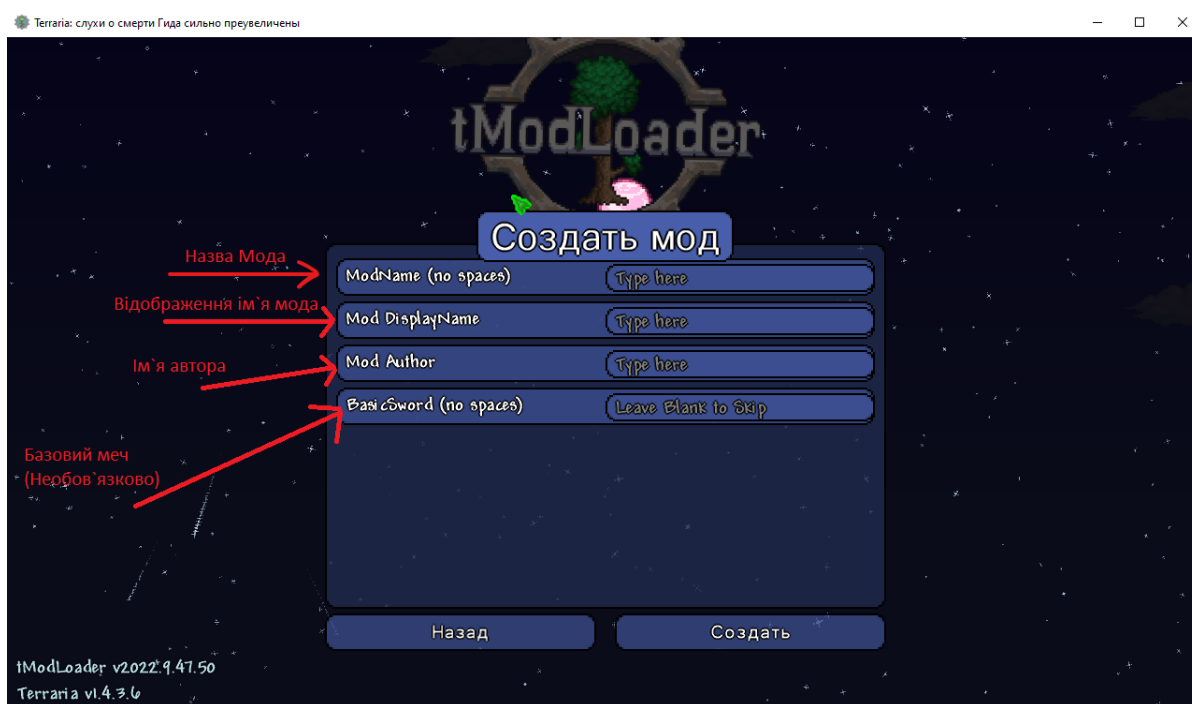 Terraria: слухи о смерти Гида сильно преувеличены
tModLoader
Создать мод
Назва Мода
ModName (no spaces)
Type here
Відображення ім`я мода
Mod DisplayName
Type here
Ім`я автора
Mod Author
Type here
BasicSword (no spaces)
Leave Blank to Skip
Базовий меч
(Необов`язково)
Назад
Создать
tModLoader v2022.9.47.50
Terraria v1.4.3.6